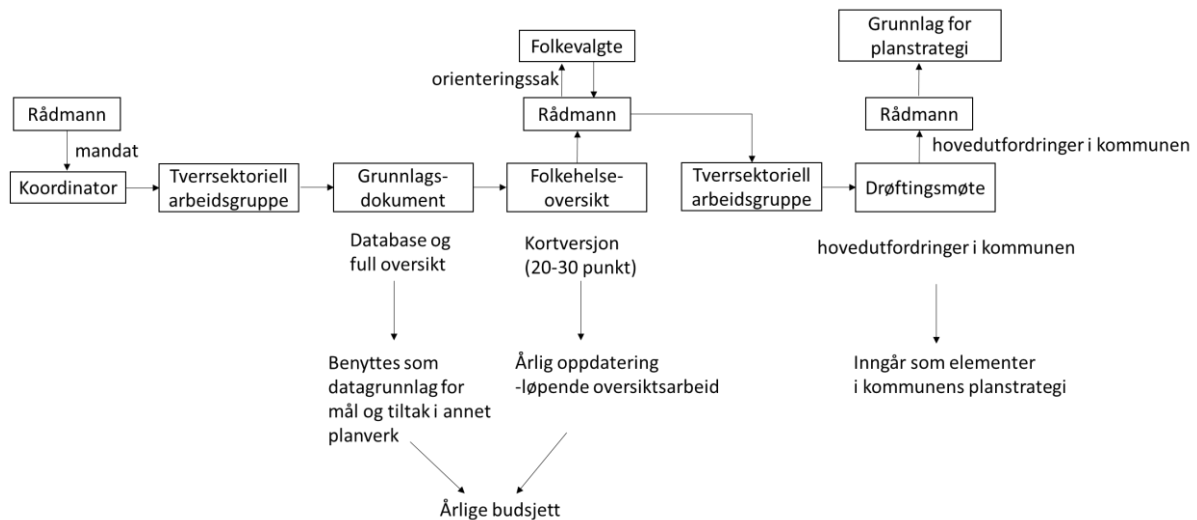 Folkevalgte
Grunnlag for
planstrategi
orienteringssak
Rådmann
Rådmann
Rådmann
mandat
hovedutfordringer i kommunen
Koordinator
Tverrsektoriell
arbeidsgruppe
Grunnlags-
dokument
Folkehelse-
oversikt
Tverrsektoriell
arbeidsgruppe
Drøftingsmøte
Database og
full oversikt
Kortversjon
(20-30 punkt)
hovedutfordringer i kommunen
Benyttes som
datagrunnlag for
mål og tiltak i annet
planverk
Årlig oppdatering
-løpende oversiktsarbeid
Inngår som elementer
i kommunens planstrategi
Årlige budsjett